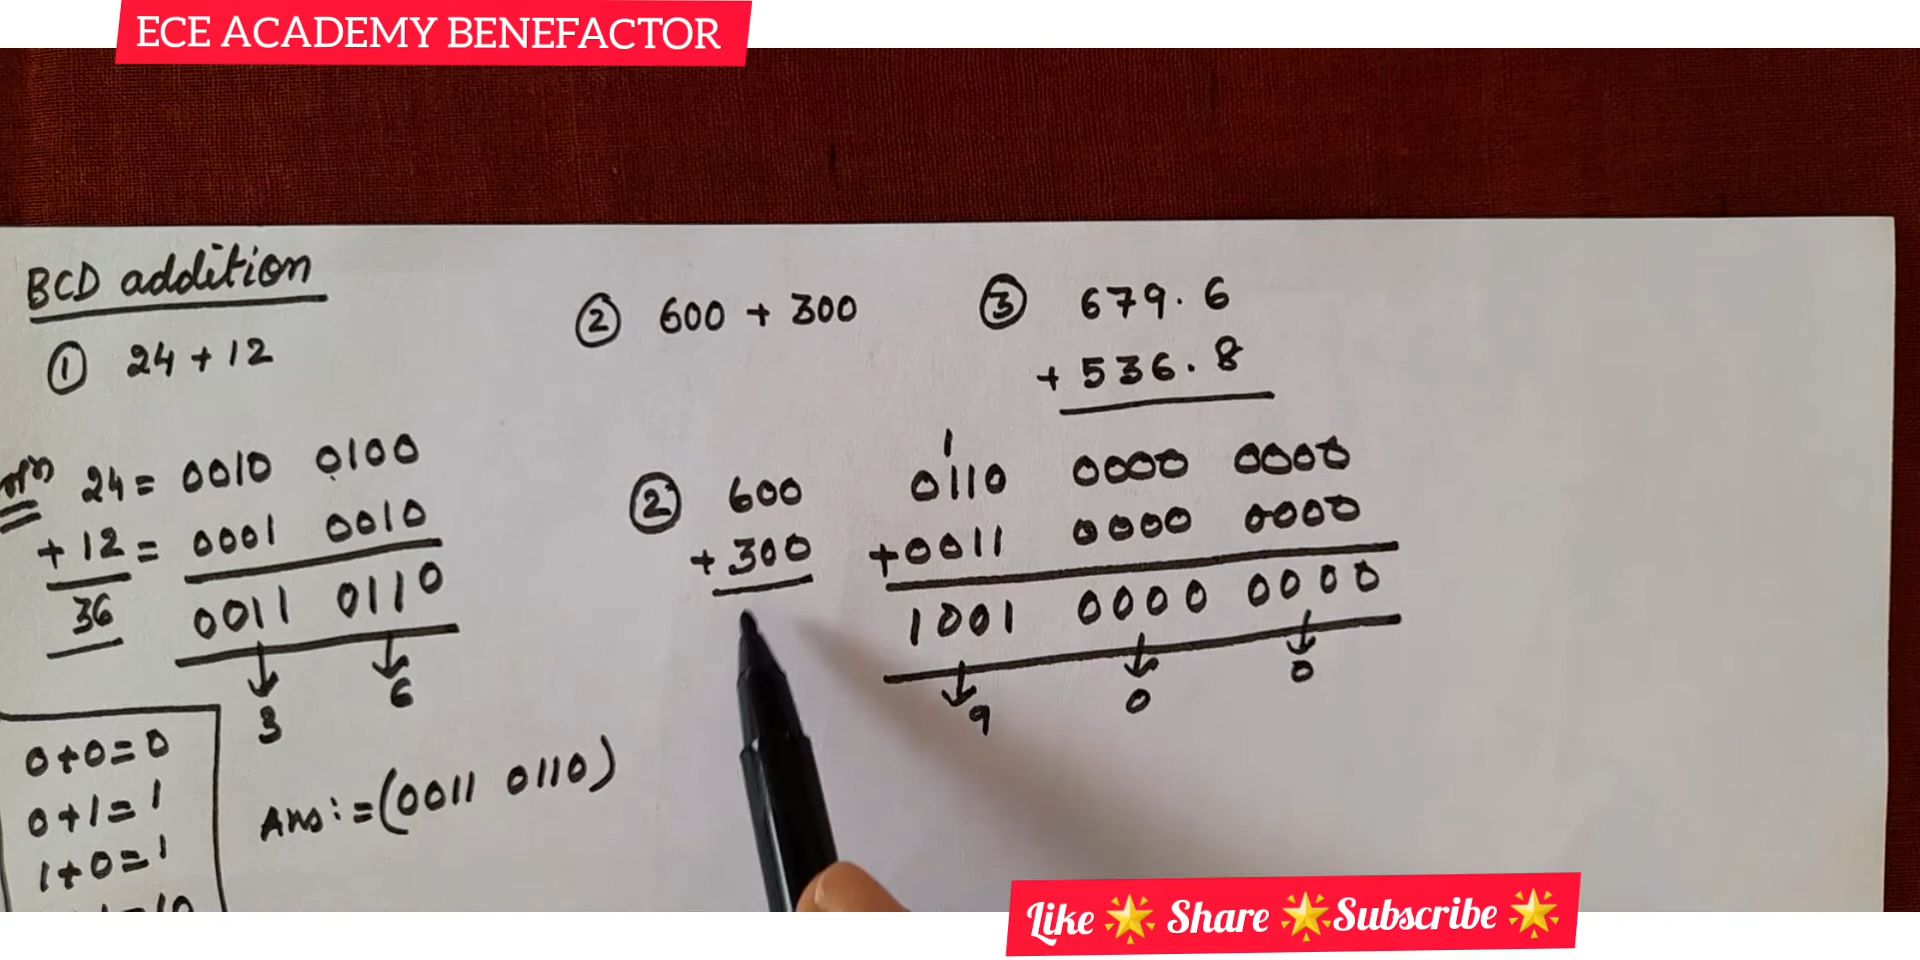 ECE ACADEMY BENEFACTOR
BCD addition
① 24 + 12
② 600 + 300
③ 679.6
+ 536.8
24 = 0010 0100
+ 12 = 0001 0010
36 0011 0110
3 6
Ans := (0011 0110)
0+0=0
0+1=1
1+0=1
② 600
+ 300
1
0110 0000 0000
+0011 0000 0000
1001 0000 0000
9 0 0
Like 🌟 Share 🌟Subscribe 🌟